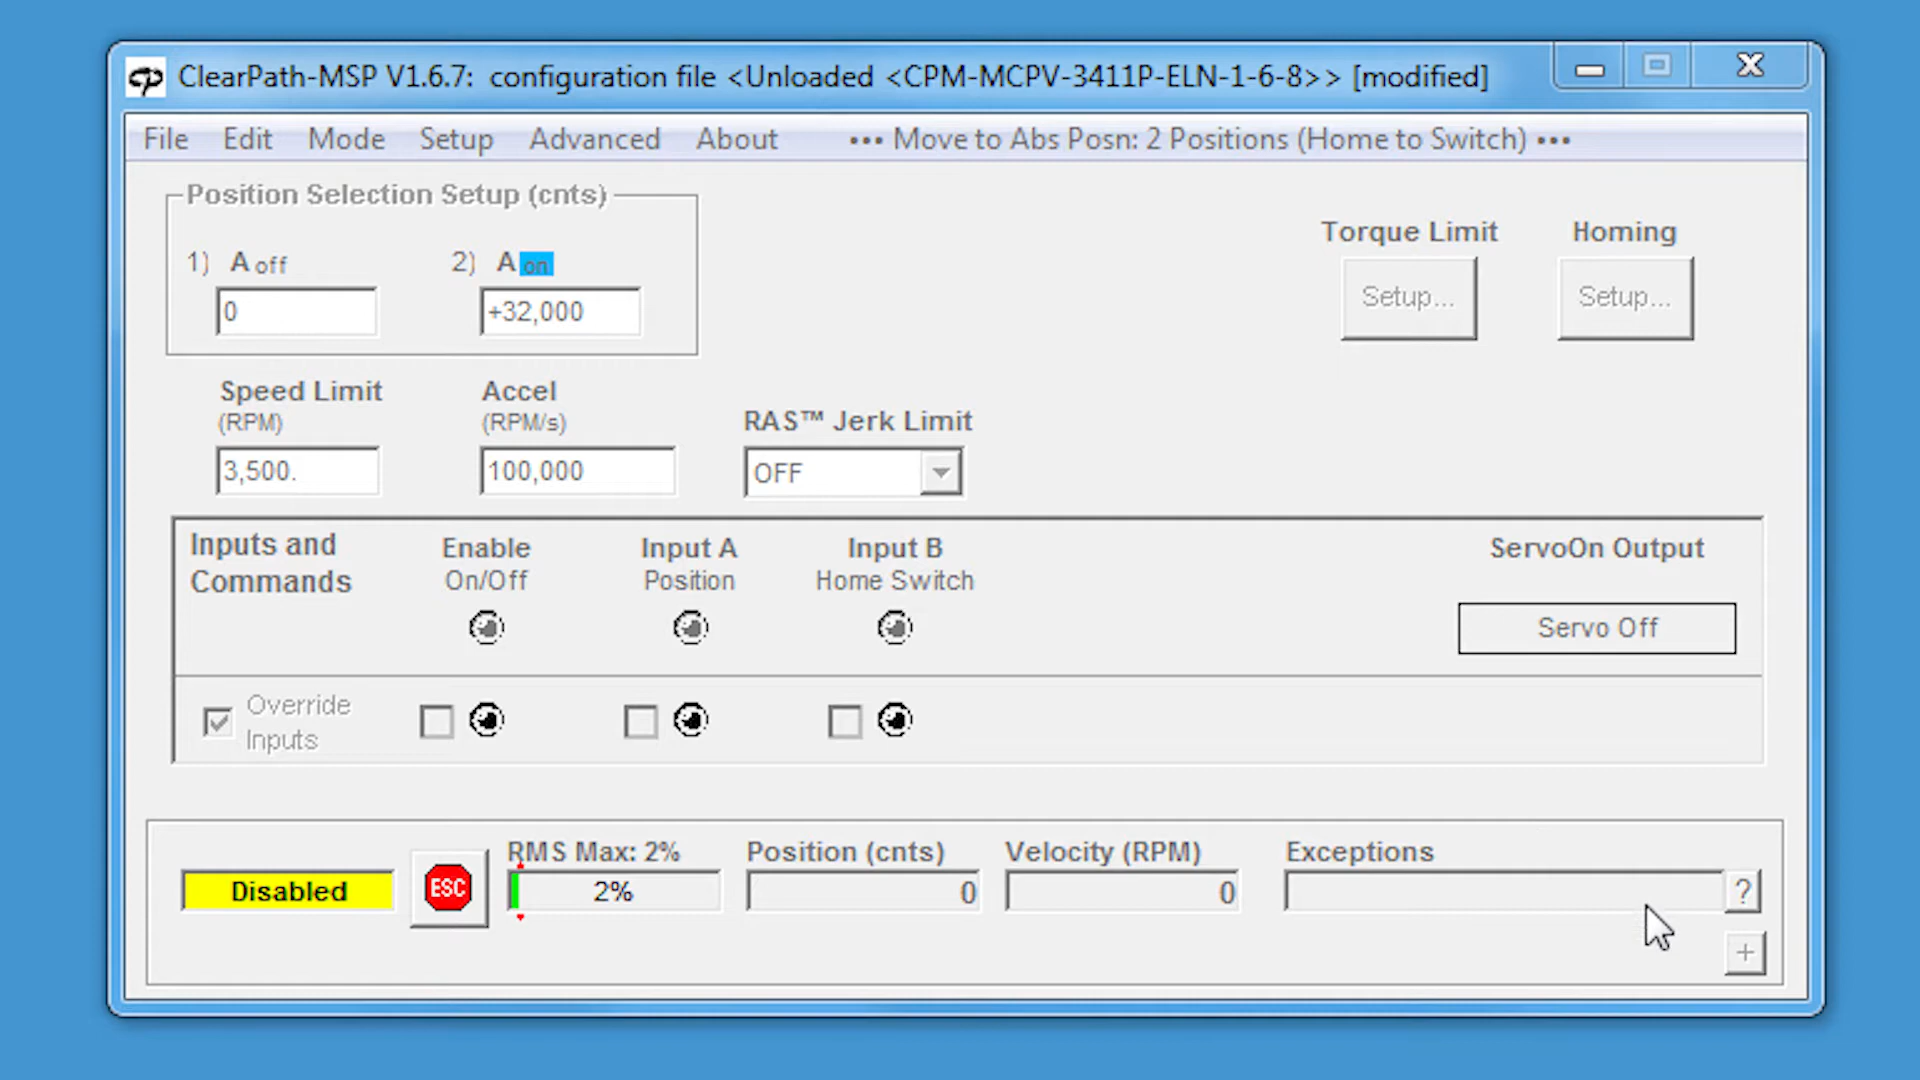 cp ClearPath-MSP V1.6.7: configuration file <Unloaded <CPM-MCPV-3411P-ELN-1-6-8>> [modified]
File Edit Mode Setup Advanced About ••• Move to Abs Posn: 2 Positions (Home to Switch) •••
Position Selection Setup (cnts)
1) A off 2) A on
0 +32,000
Torque Limit Homing
Setup... Setup...
Speed Limit Accel
(RPM) (RPM/s) RAS™ Jerk Limit
3,500. 100,000 OFF
Inputs and Enable Input A Input B ServoOn Output
Commands On/Off Position Home Switch
Servo Off
Override
Inputs
RMS Max: 2% Position (cnts) Velocity (RPM) Exceptions
Disabled ESC 2% 0 0 ?
+